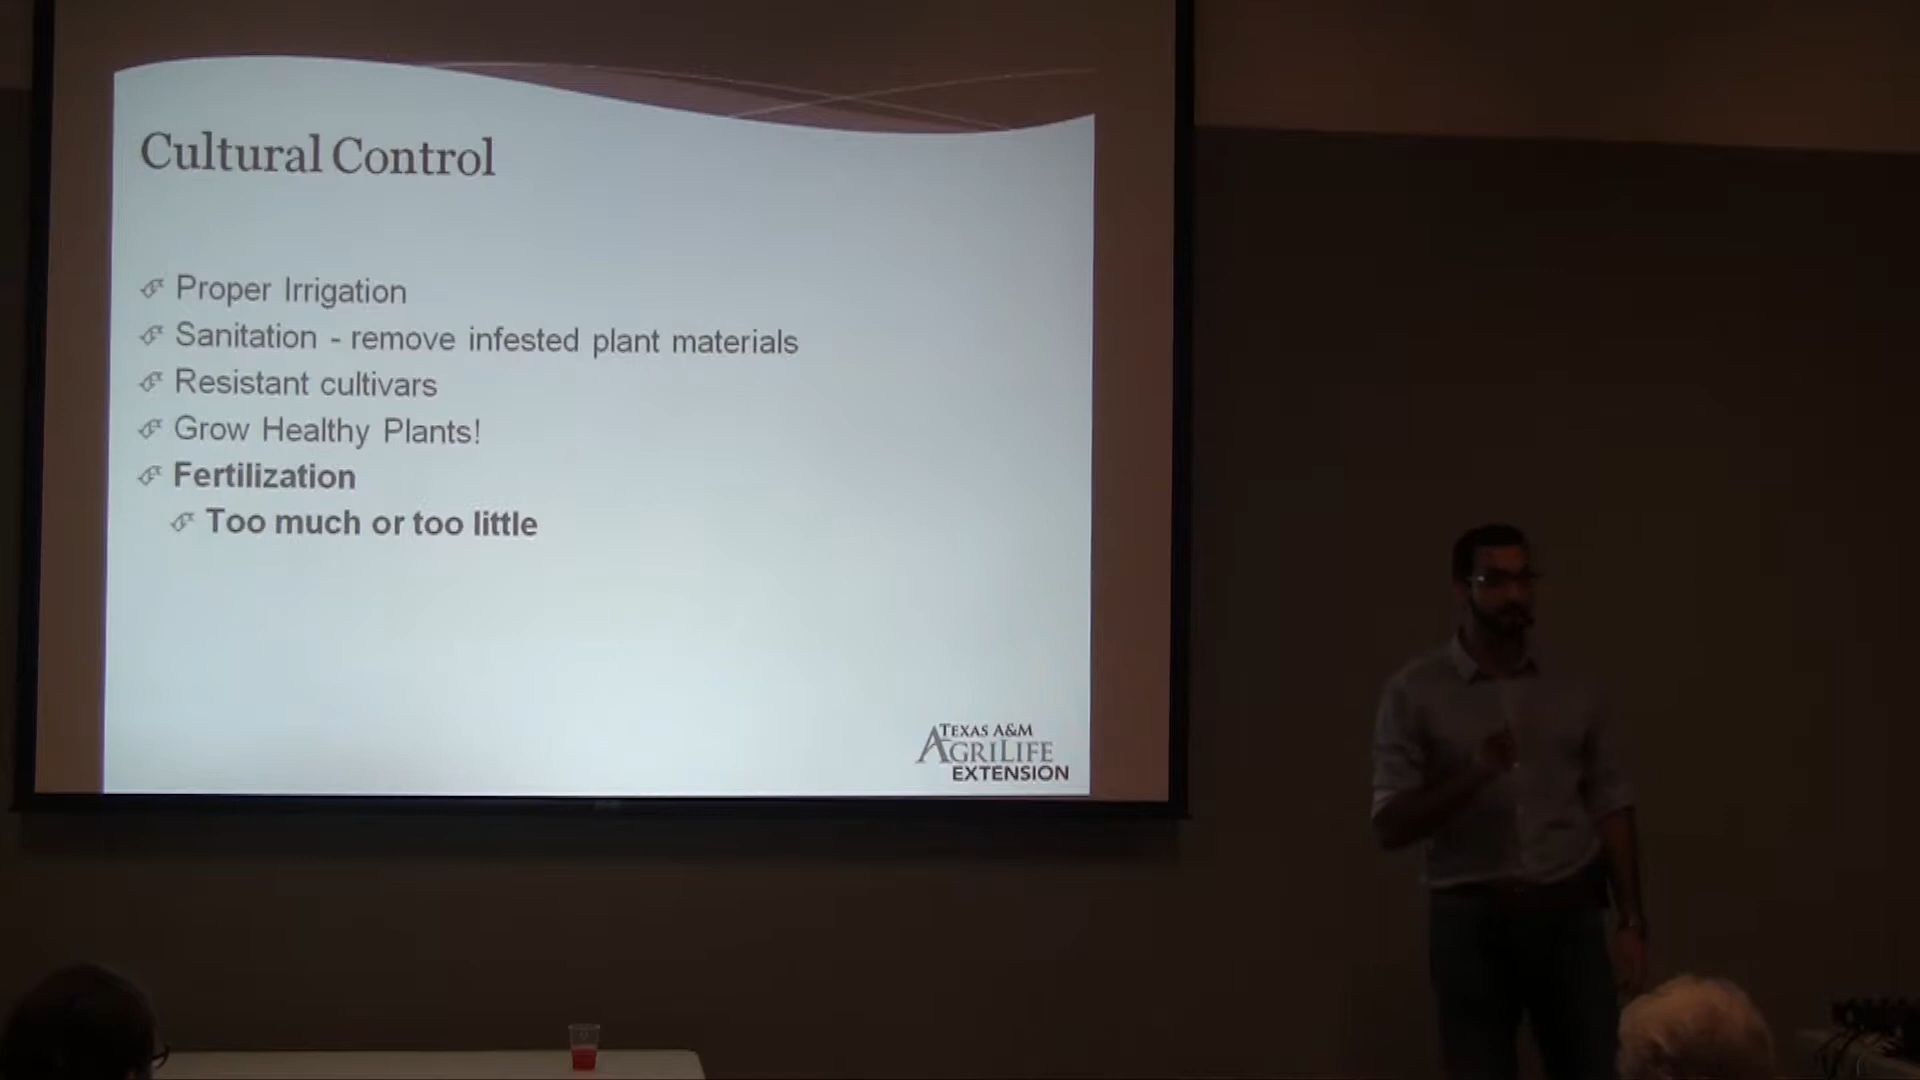 Cultural Control
Proper Irrigation
Sanitation - remove infested plant materials
Resistant cultivars
Grow Healthy Plants!
Fertilization
Too much or too little
TEXAS A&M
AGRILIFE
EXTENSION